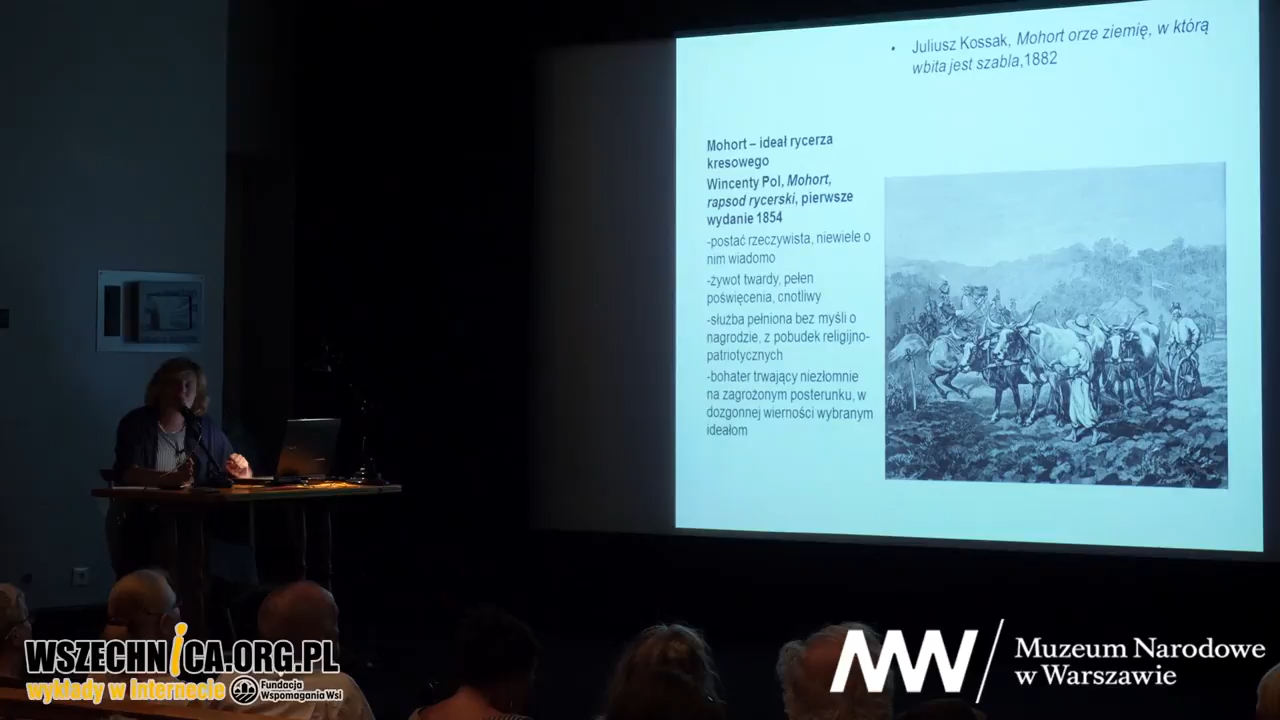 • Juliusz Kossak, Mohort orze ziemię, w którą
wbita jest szabla,1882
Mohort – ideał rycerza
kresowego
Wincenty Pol, Mohort,
rapsod rycerski, pierwsze
wydanie 1854
-postać rzeczywista, niewiele o
nim wiadomo
-żywot twardy, pełen
poświęcenia, cnotliwy
-służba pełniona bez myśli o
nagrodzie, z pobudek religijno-
patriotycznych
-bohater trwający niezłomnie
na zagrożonym posterunku, w
dozgonnej wierności wybranym
ideałom
WSZECHNiCA.ORG.PL
wykłady w internecie
Fundacja
Wspomagania Wsi
MNW
Muzeum Narodowe
w Warszawie